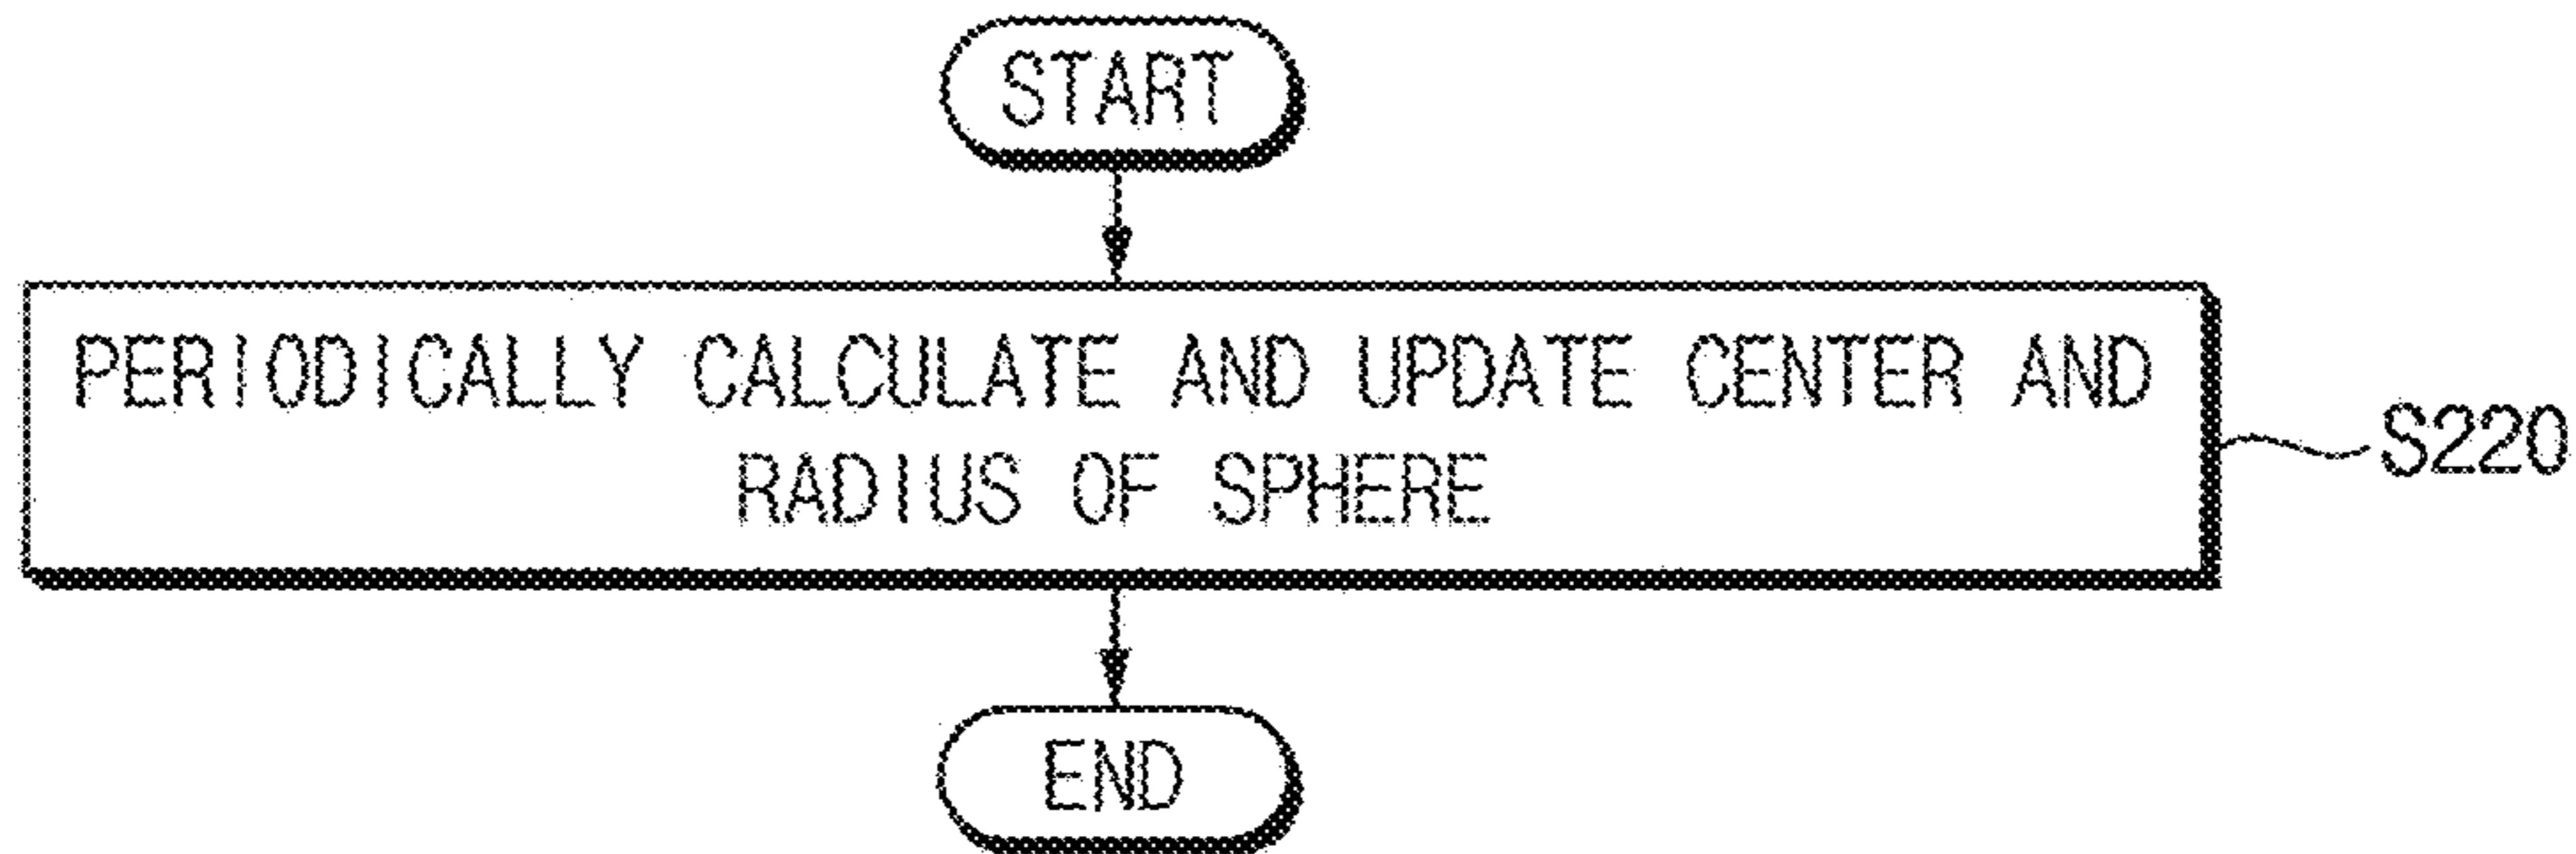 START
PERIODICALLY CALCULATE AND UPDATE CENTER AND
RADIUS OF SPHERE
S220
END